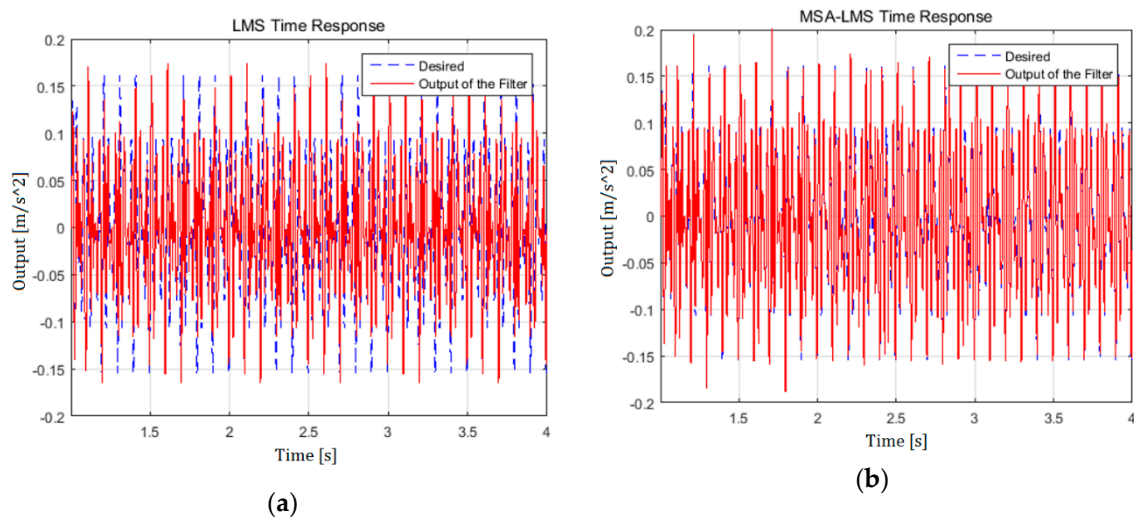 LMS Time Response
0.2
0.15
0.1
0.05
0
-0.05
-0.1
-0.15
-0.2
Output [m/s^2]
Desired
Output of the Filter
1.5
2
2.5
3
3.5
4
Time [s]
(a)
MSA-LMS Time Response
0.2
0.15
0.1
0.05
0
-0.05
-0.1
-0.15
-0.2
Output [m/s^2]
Desired
Output of the Filter
1.5
2
2.5
3
3.5
4
Time [s]
(b)